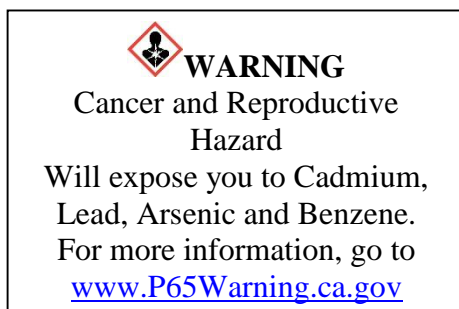 WARNING
Cancer and Reproductive
Hazard
Will expose you to Cadmium,
Lead, Arsenic and Benzene.
For more information, go to
www.P65Warning.ca.gov